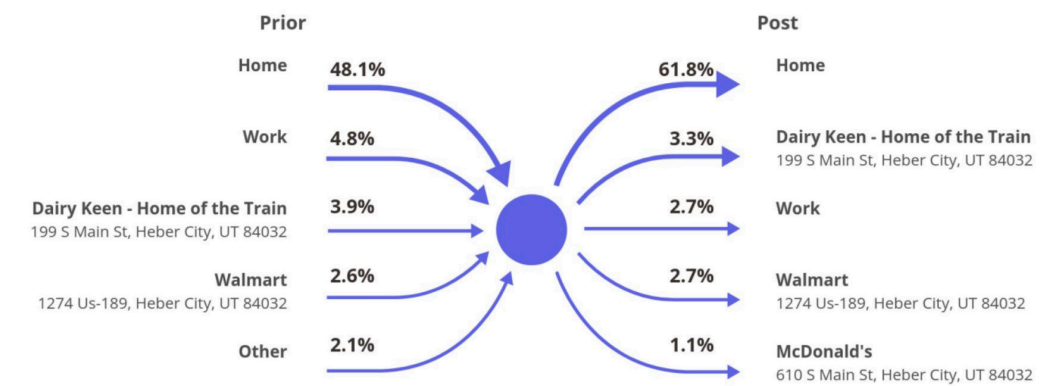 Prior
Post
Home
48.1%
61.8%
Home
Work
4.8%
3.3%
Dairy Keen - Home of the Train
199 S Main St, Heber City, UT 84032
Dairy Keen - Home of the Train
199 S Main St, Heber City, UT 84032
3.9%
2.7%
Work
Walmart
1274 Us-189, Heber City, UT 84032
2.6%
2.7%
Walmart
1274 Us-189, Heber City, UT 84032
Other
2.1%
1.1%
McDonald's
610 S Main St, Heber City, UT 84032